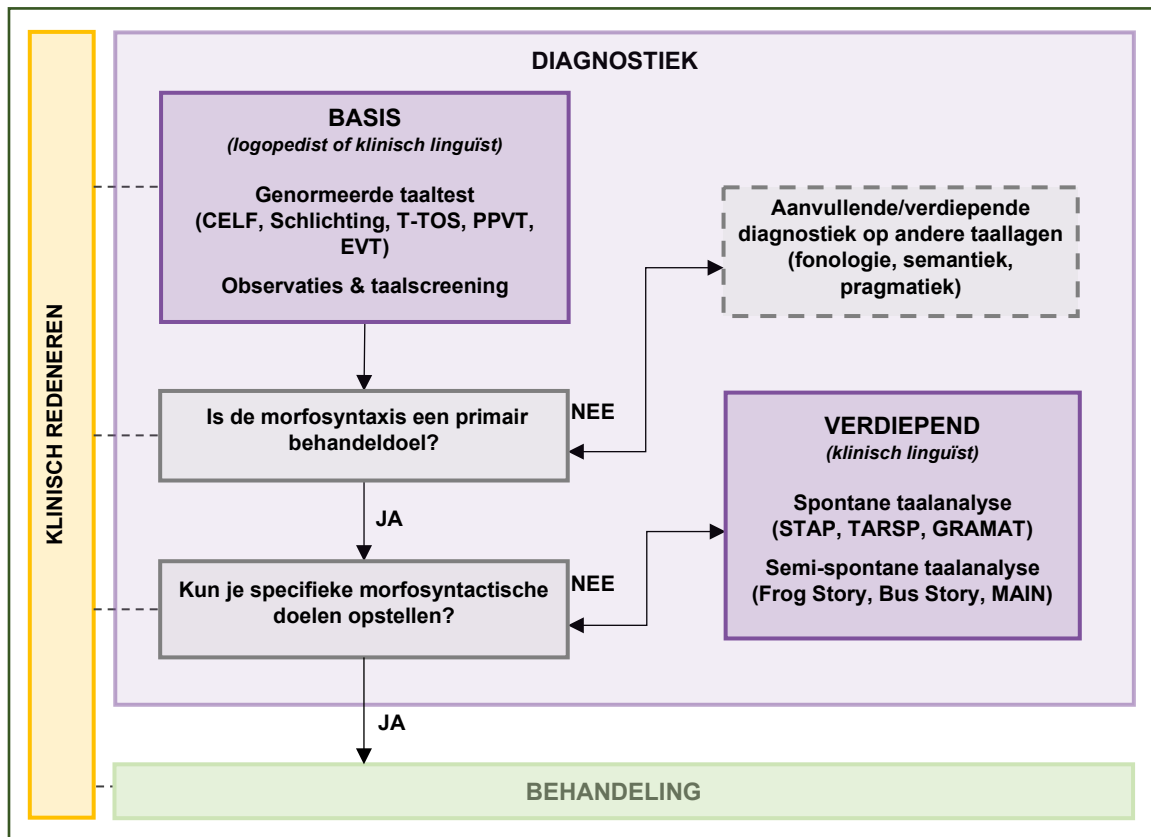 KLINISCH REDENEREN
DIAGNOSTIEK
BASIS
(logopedist of klinisch linguïst)
Genormeerde taaltest
(CELF, Schlichting, T-TOS, PPVT,
EVT)
Observaties & taalscreening
Aanvullende/verdiepende
diagnostiek op andere taallagen
(fonologie, semantiek,
pragmatiek)
Is de morfosyntaxis een primair
behandeldoel?
NEE
JA
VERDIEPEND
(klinisch linguïst)
Spontane taalanalyse
(STAP, TARSP, GRAMAT)
Semi-spontane taalanalyse
(Frog Story, Bus Story, MAIN)
Kun je specifieke morfosyntactische
doelen opstellen?
NEE
JA
BEHANDELING